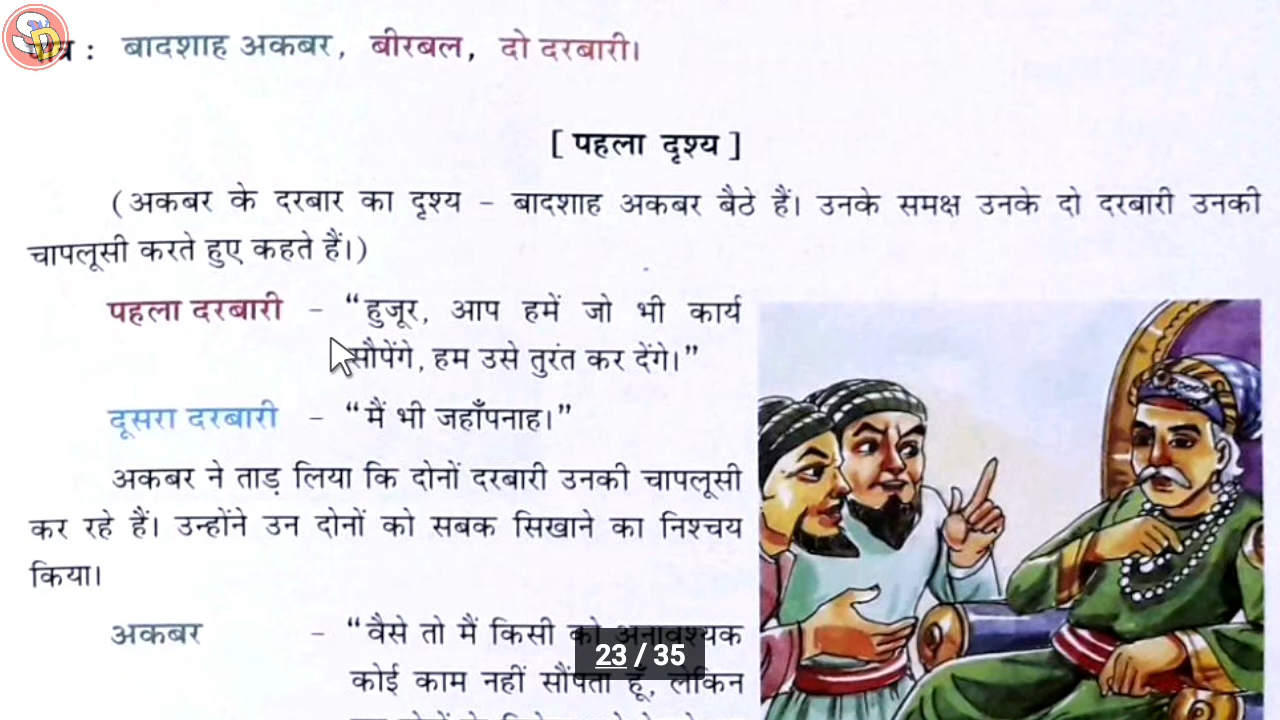 SD
: बादशाह अकबर, बीरबल, दो दरबारी।
[ पहला दृश्य ]
(अकबर के दरबार का दृश्य – बादशाह अकबर बैठे हैं। उनके समक्ष उनके दो दरबारी उनकी
चापलूसी करते हुए कहते हैं।)
पहला दरबारी – “हुजूर, आप हमें जो भी कार्य
सौपेंगे, हम उसे तुरंत कर देंगे।”
दूसरा दरबारी – “मैं भी जहाँपनाह।”
अकबर ने ताड़ लिया कि दोनों दरबारी उनकी चापलूसी
कर रहे हैं। उन्होंने उन दोनों को सबक सिखाने का निश्चय
किया।
अकबर – “वैसे तो मैं किसी को अनावश्यक
23 / 35
कोई काम नहीं सौंपता हूँ, लेकिन